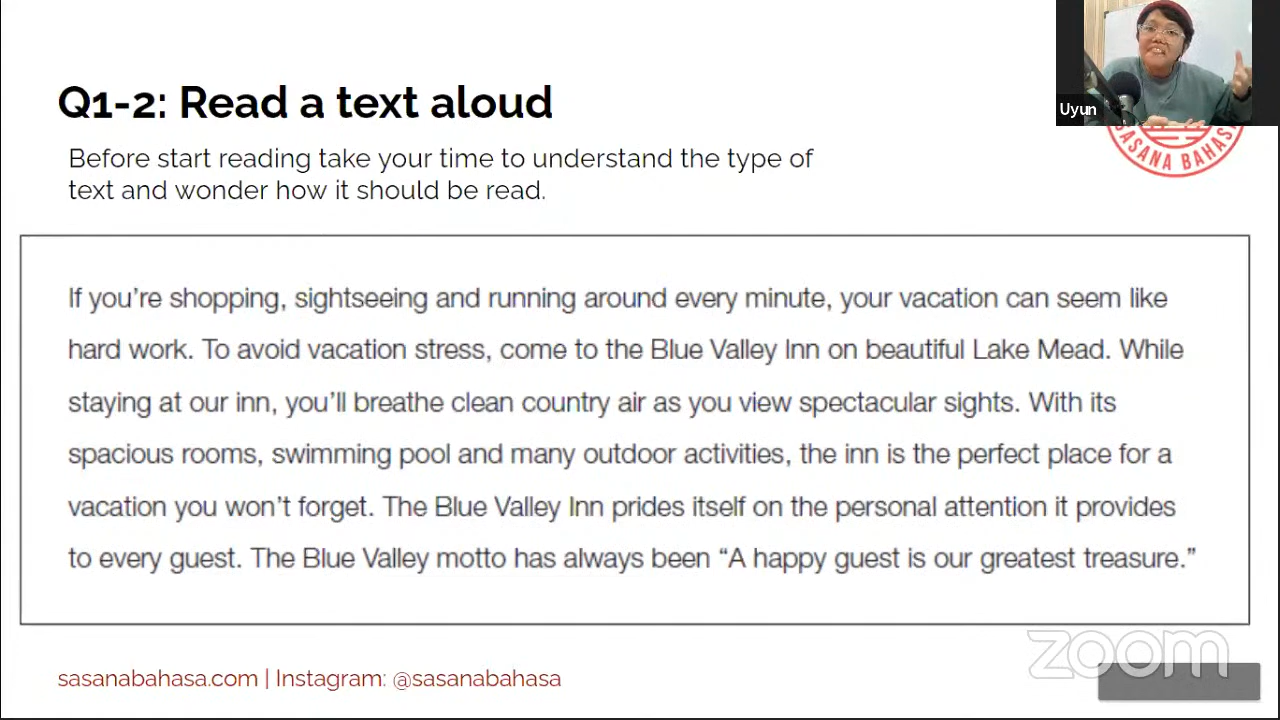 Q1-2: Read a text aloud
Before start reading take your time to understand the type of
text and wonder how it should be read.
Uyun
SASANA BAHASA
If you're shopping, sightseeing and running around every minute, your vacation can seem like
hard work. To avoid vacation stress, come to the Blue Valley Inn on beautiful Lake Mead. While
staying at our inn, you'll breathe clean country air as you view spectacular sights. With its
spacious rooms, swimming pool and many outdoor activities, the inn is the perfect place for a
vacation you won't forget. The Blue Valley Inn prides itself on the personal attention it provides
to every guest. The Blue Valley motto has always been “A happy guest is our greatest treasure.”
zoom
sasanabahasa.com | Instagram: @sasanabahasa